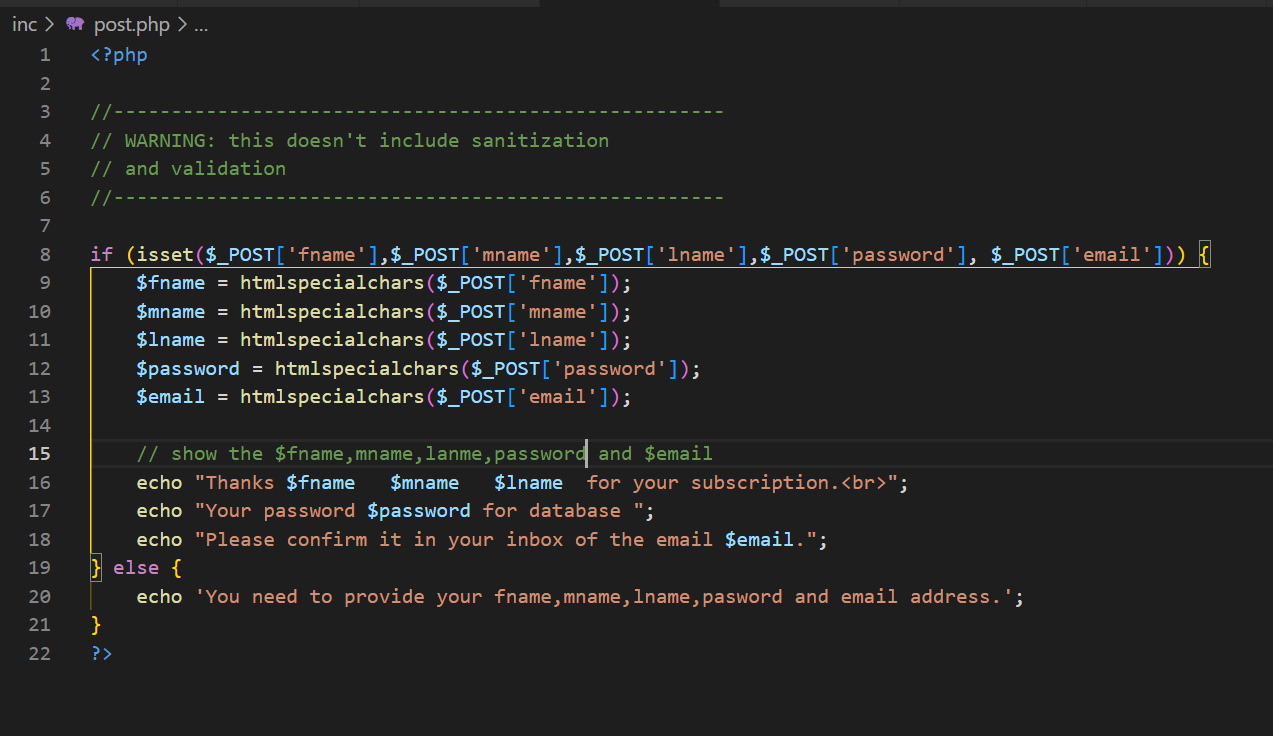 inc > post.php > ...
1 <?php
2
3 //-----------------------------------------------------
4 // WARNING: this doesn't include sanitization
5 // and validation
6 //-----------------------------------------------------
7
8 if (isset($_POST['fname'],$_POST['mname'],$_POST['lname'],$_POST['password'], $_POST['email'])) {
9     $fname = htmlspecialchars($_POST['fname']);
10     $mname = htmlspecialchars($_POST['mname']);
11     $lname = htmlspecialchars($_POST['lname']);
12     $password = htmlspecialchars($_POST['password']);
13     $email = htmlspecialchars($_POST['email']);
14
15     // show the $fname,mname,lanme,password and $email
16     echo "Thanks $fname   $mname   $lname  for your subscription.<br>";
17     echo "Your password $password for database ";
18     echo "Please confirm it in your inbox of the email $email.";
19 } else {
20     echo 'You need to provide your fname,mname,lname,pasword and email address.';
21 }
22 ?>